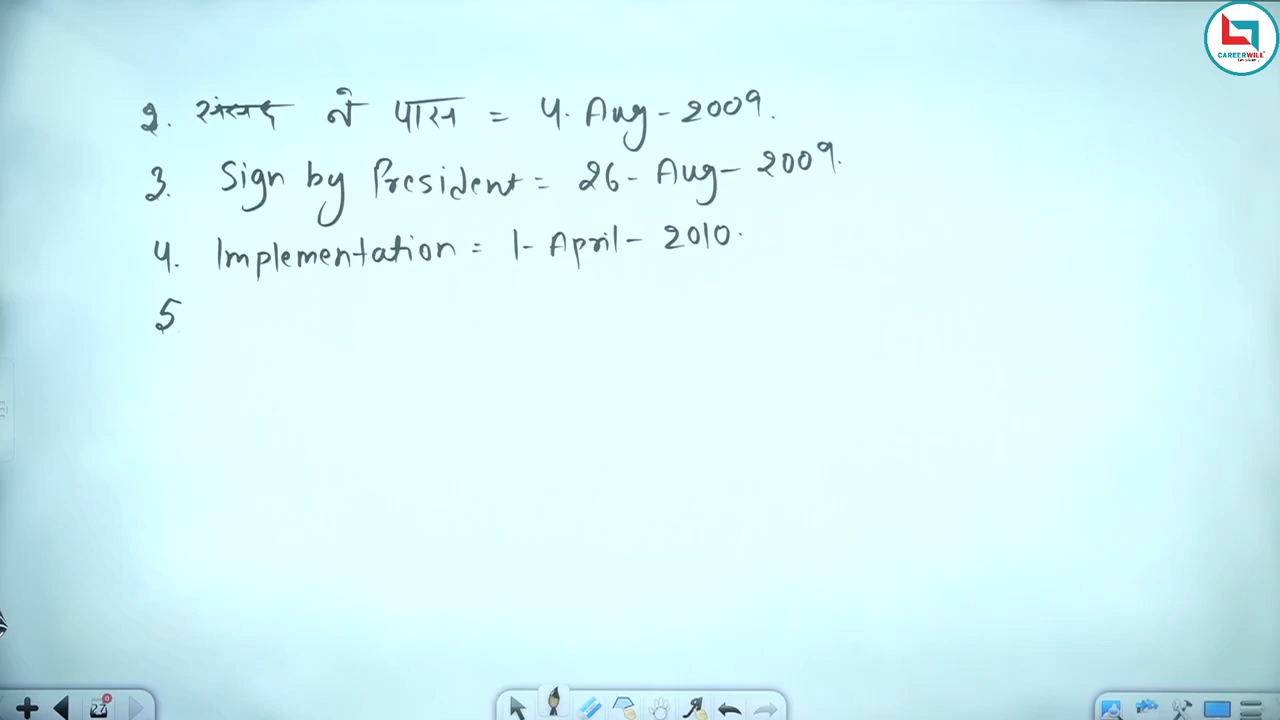 CAREERWILL
2. संसद ने पास = 4. Aug - 2009.
3. Sign by President = 26 - Aug - 2009.
4. Implementation = 1 - April - 2010.
5
27